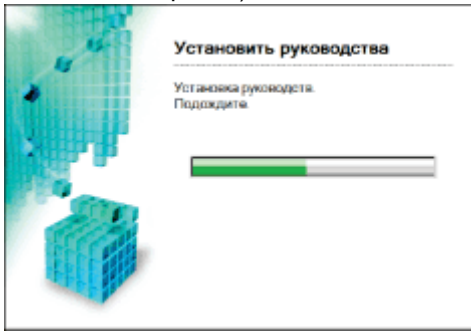 Установить руководства
Установка руководств.
Подождите.